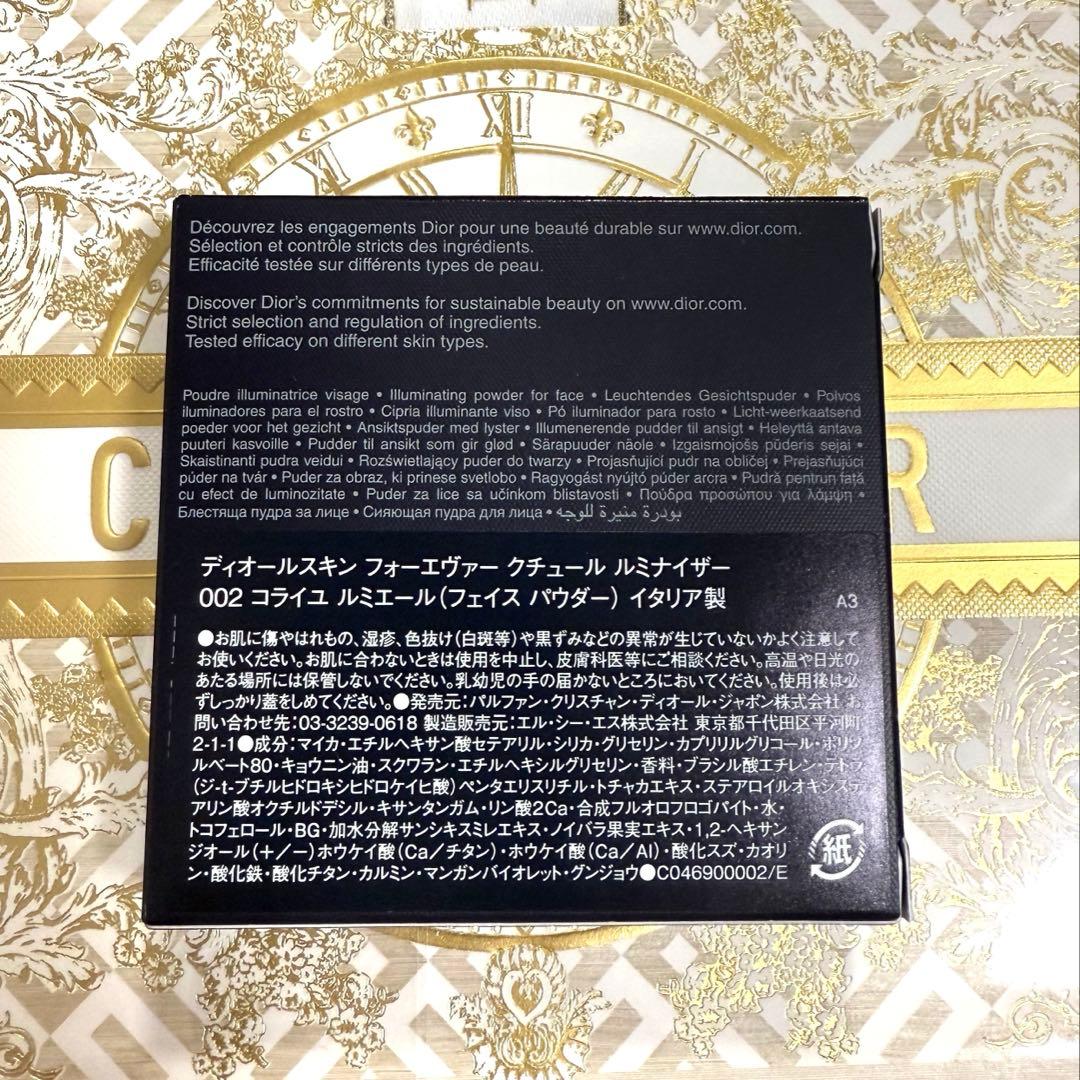 XII
C
R
Découvrez les engagements Dior pour une beauté durable sur www.dior.com.
Sélection et contrôle stricts des ingrédients.
Efficacité testée sur différents types de peau.
Discover Dior's commitments for sustainable beauty on www.dior.com.
Strict selection and regulation of ingredients.
Tested efficacy on different skin types.
Poudre illuminatrice visage • Illuminating powder for face • Leuchtendes Gesichtspuder • Polvos
iluminadores para el rostro • Cipria illuminante viso • Pó iluminador para rosto • Licht-weerkaatsend
poeder voor het gezicht • Ansiktspuder med lyster • Illumenerende pudder til ansigt • Heleyttä antava
puuteri kasvoille • Pudder til ansikt som gir glød • Särapuuder näole • Izgaismojošs pūderis sejai •
Skaistinanti pudra veidui • Rozświetlający puder do twarzy • Projasňující pudr na obličej • Prejasňujúci
púder na tvár • Puder za obraz, ki prinese svetlobo • Ragyogást nyújtó púder arcra • Pudră pentru față
cu efect de luminozitate • Puder za lice sa učinkom blistavosti • Πούδρα προσώπου για λάμψη •
Блестяща пудра за лице • Сияющая пудра для лица • بودرة منيرة للوجه
ディオールスキン フォーエヴァー クチュール ルミナイザー
002 コライユ ルミエール(フェイス パウダー) イタリア製 A3
●お肌に傷やはれもの、湿疹、色抜け(白斑等)や黒ずみなどの異常が生じていないかよく注意して
お使いください。お肌に合わないときは使用を中止し、皮膚科医等にご相談ください。高温や日光の
あたる場所には保管しないでください。乳幼児の手の届かないところにおいてください。使用後は必
ずしっかり蓋をしめてください。●発売元:パルファン・クリスチャン・ディオール・ジャポン株式会社 お
問い合わせ先:03-3239-0618 製造販売元:エル・シー・エス株式会社 東京都千代田区平河町
2-1-1●成分:マイカ・エチルヘキサン酸セテアリル・シリカ・グリセリン・カプリリルグリコール・ポリソ
ルベート80・キョウニン油・スクワラン・エチルヘキシルグリセリン・香料・ブラシル酸エチレン・テトラ
(ジ-t-ブチルヒドロキシヒドロケイヒ酸)ペンタエリスリチル・トチャカエキス・ステアロイルオキシステ
アリン酸オクチルドデシル・キサンタンガム・リン酸2Ca・合成フルオロフロゴパイト・水・
トコフェロール・BG・加水分解サンシキスミレエキス・ノイバラ果実エキス・1,2-ヘキサン
ジオール(+/-)ホウケイ酸(Ca/チタン)・ホウケイ酸(Ca/Al)・酸化スズ・カオリ
ン・酸化鉄・酸化チタン・カルミン・マンガンバイオレット・グンジョウ●C046900002/E
紙